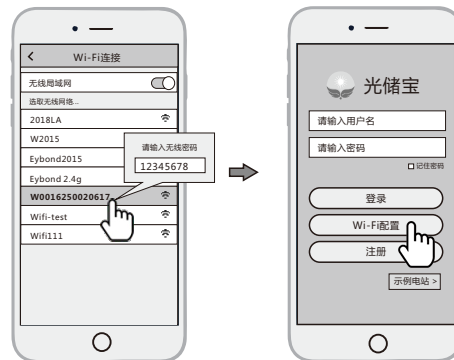 Wi-Fi连接
无线局域网
选取无线网络...
2018LA
W2015
Eybond2015
Eybond 2.4g
W0016250020617
Wifi-test
Wifi111
请输入无线密码
12345678
光储宝
请输入用户名
请输入密码
记住密码
登录
Wi-Fi配置
注册
示例电站 >